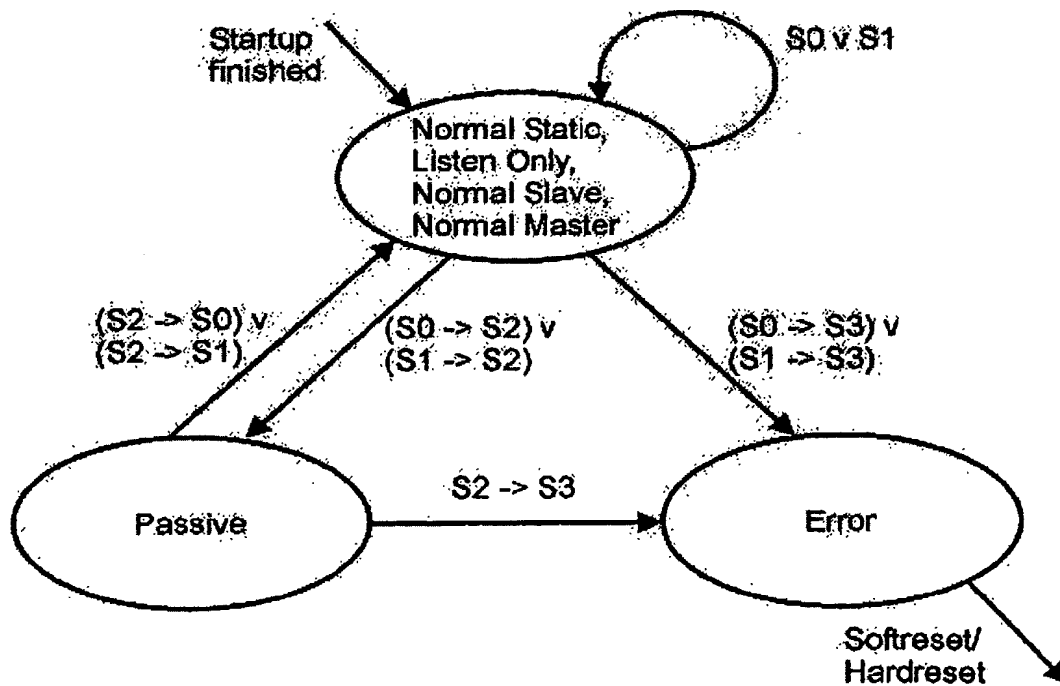 Startup
finished
S0 v S1
Normal Static,
Listen Only,
Normal Slave,
Normal Master
(S2 -> S0) v
(S2 -> S1)
(S0 -> S2) v
(S1 -> S2)
(S0 -> S3) v
(S1 -> S3)
S2 -> S3
Passive
Error
Softreset/
Hardreset